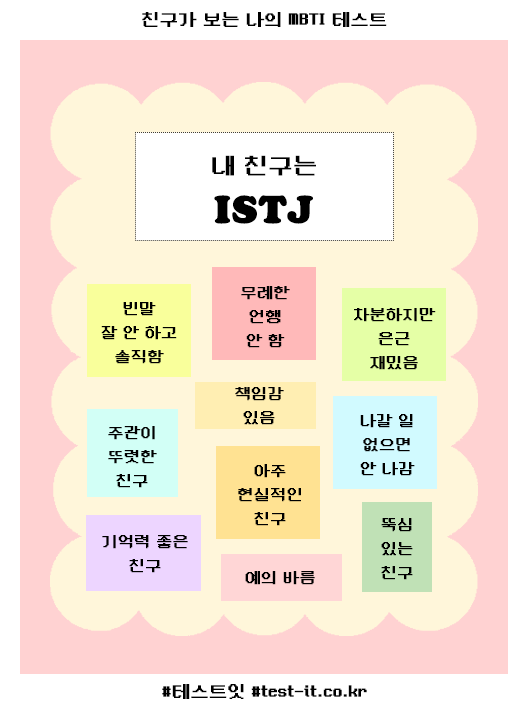 친구가 보는 나의 MBTI 테스트
내 친구는
ISTJ
빈말
잘 안 하고
솔직함
무례한
언행
안 함
차분하지만
은근
재밌음
책임감
있음
주관이
뚜렷한
친구
나갈 일
없으면
안 나감
아주
현실적인
친구
기억력 좋은
친구
뚝심
있는
친구
예의 바름
#테스트잇 #test-it.co.kr